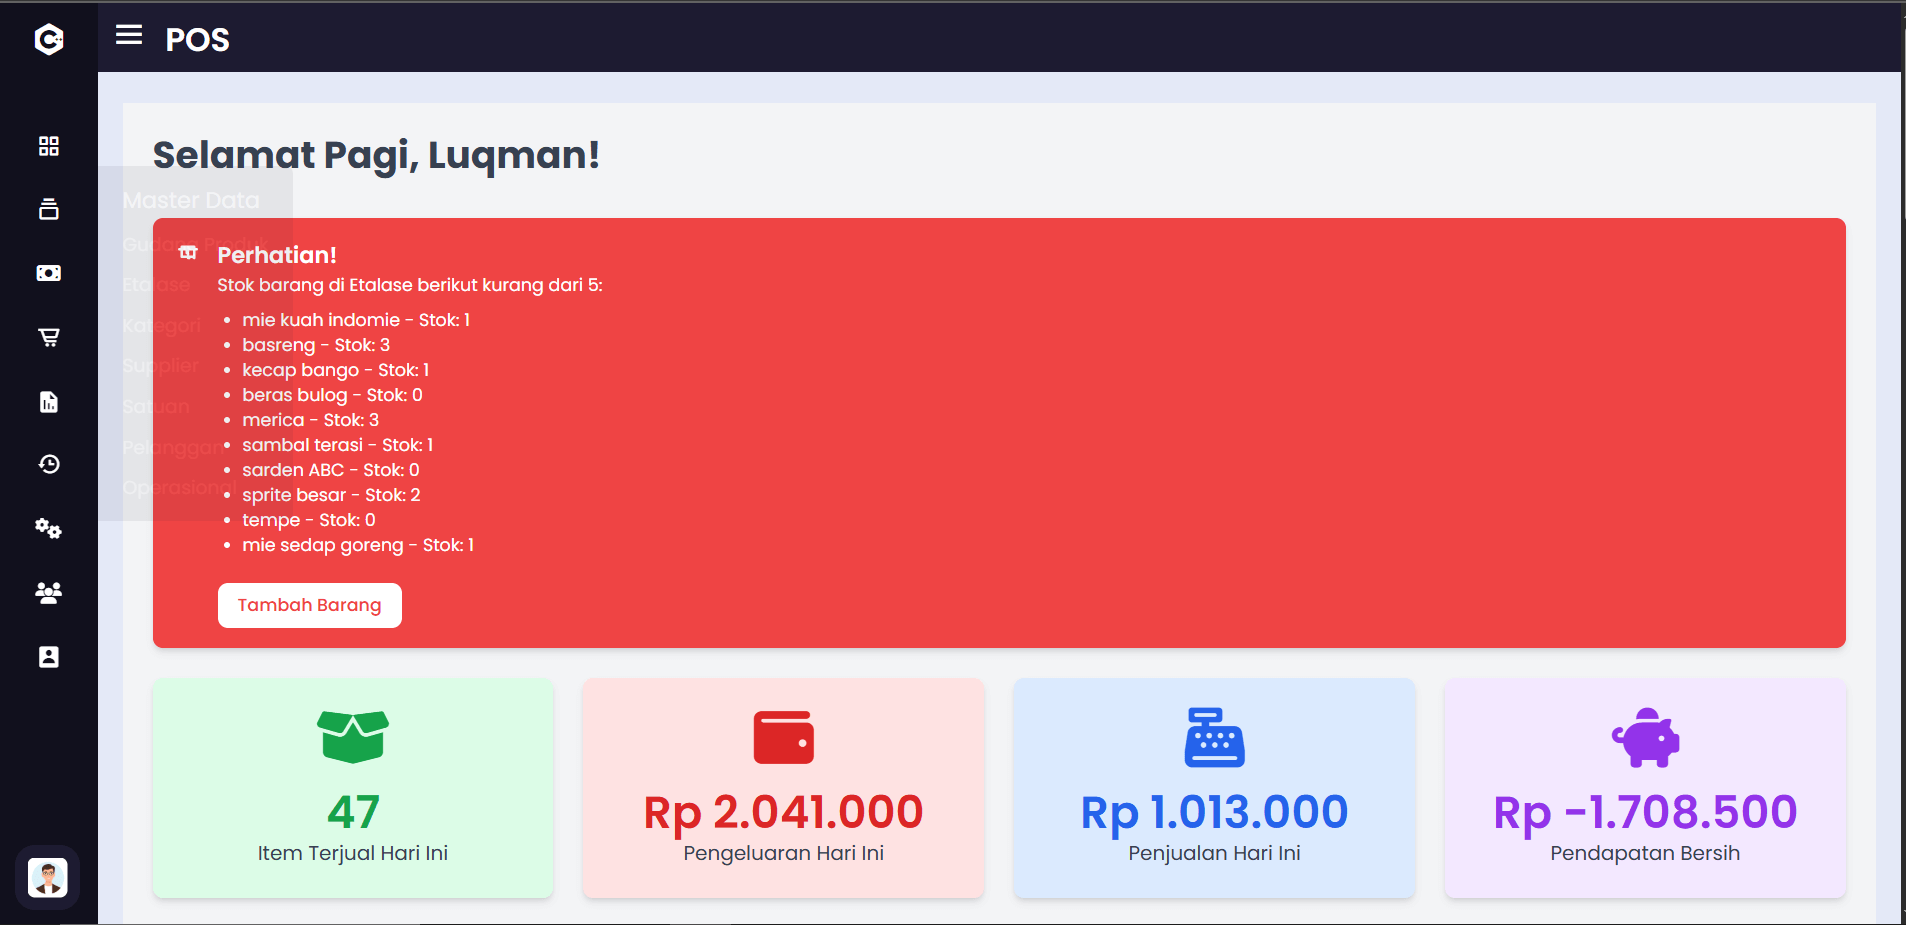 POS
Selamat Pagi, Luqman!
Master Data
Gudang Produk
Etalase
Kategori
Supplier
Satuan
Pelanggan
Operasional
Perhatian!
Stok barang di Etalase berikut kurang dari 5:
• mie kuah indomie - Stok: 1
• basreng - Stok: 3
• kecap bango - Stok: 1
• beras bulog - Stok: 0
• merica - Stok: 3
• sambal terasi - Stok: 1
• sarden ABC - Stok: 0
• sprite besar - Stok: 2
• tempe - Stok: 0
• mie sedap goreng - Stok: 1
Tambah Barang
47
Item Terjual Hari Ini
Rp 2.041.000
Pengeluaran Hari Ini
Rp 1.013.000
Penjualan Hari Ini
Rp -1.708.500
Pendapatan Bersih